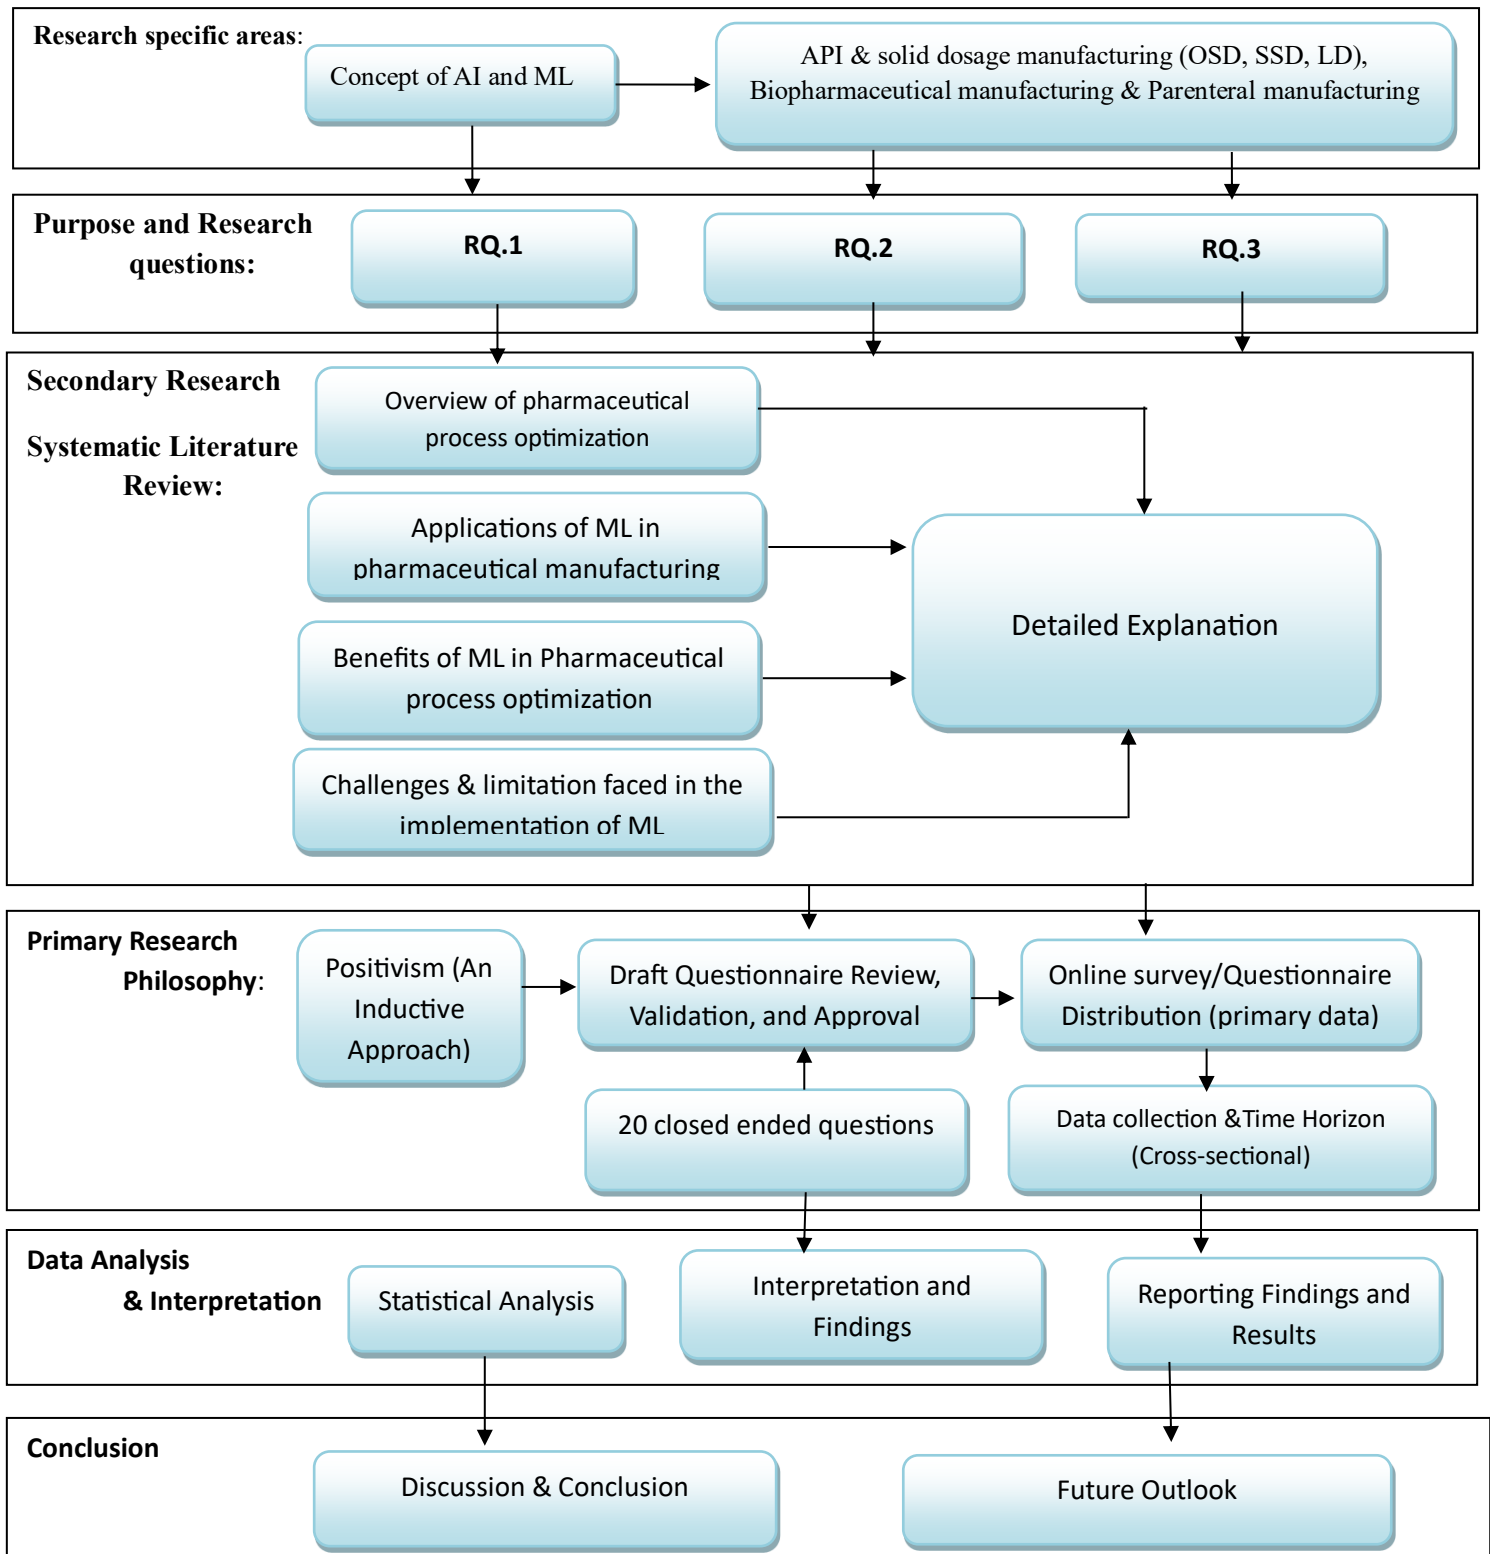 Research specific areas:
Concept of AI and ML
API & solid dosage manufacturing (OSD, SSD, LD),
Biopharmaceutical manufacturing & Parenteral manufacturing
Purpose and Research
questions:
RQ.1
RQ.2
RQ.3
Secondary Research
Systematic Literature
Review:
Overview of pharmaceutical
process optimization
Applications of ML in
pharmaceutical manufacturing
Benefits of ML in Pharmaceutical
process optimization
Challenges & limitation faced in the
implementation of ML
Detailed Explanation
Primary Research
Philosophy:
Positivism (An
Inductive
Approach)
Draft Questionnaire Review,
Validation, and Approval
Online survey/Questionnaire
Distribution (primary data)
20 closed ended questions
Data collection &Time Horizon
(Cross-sectional)
Data Analysis
& Interpretation
Statistical Analysis
Interpretation and
Findings
Reporting Findings and
Results
Conclusion
Discussion & Conclusion
Future Outlook